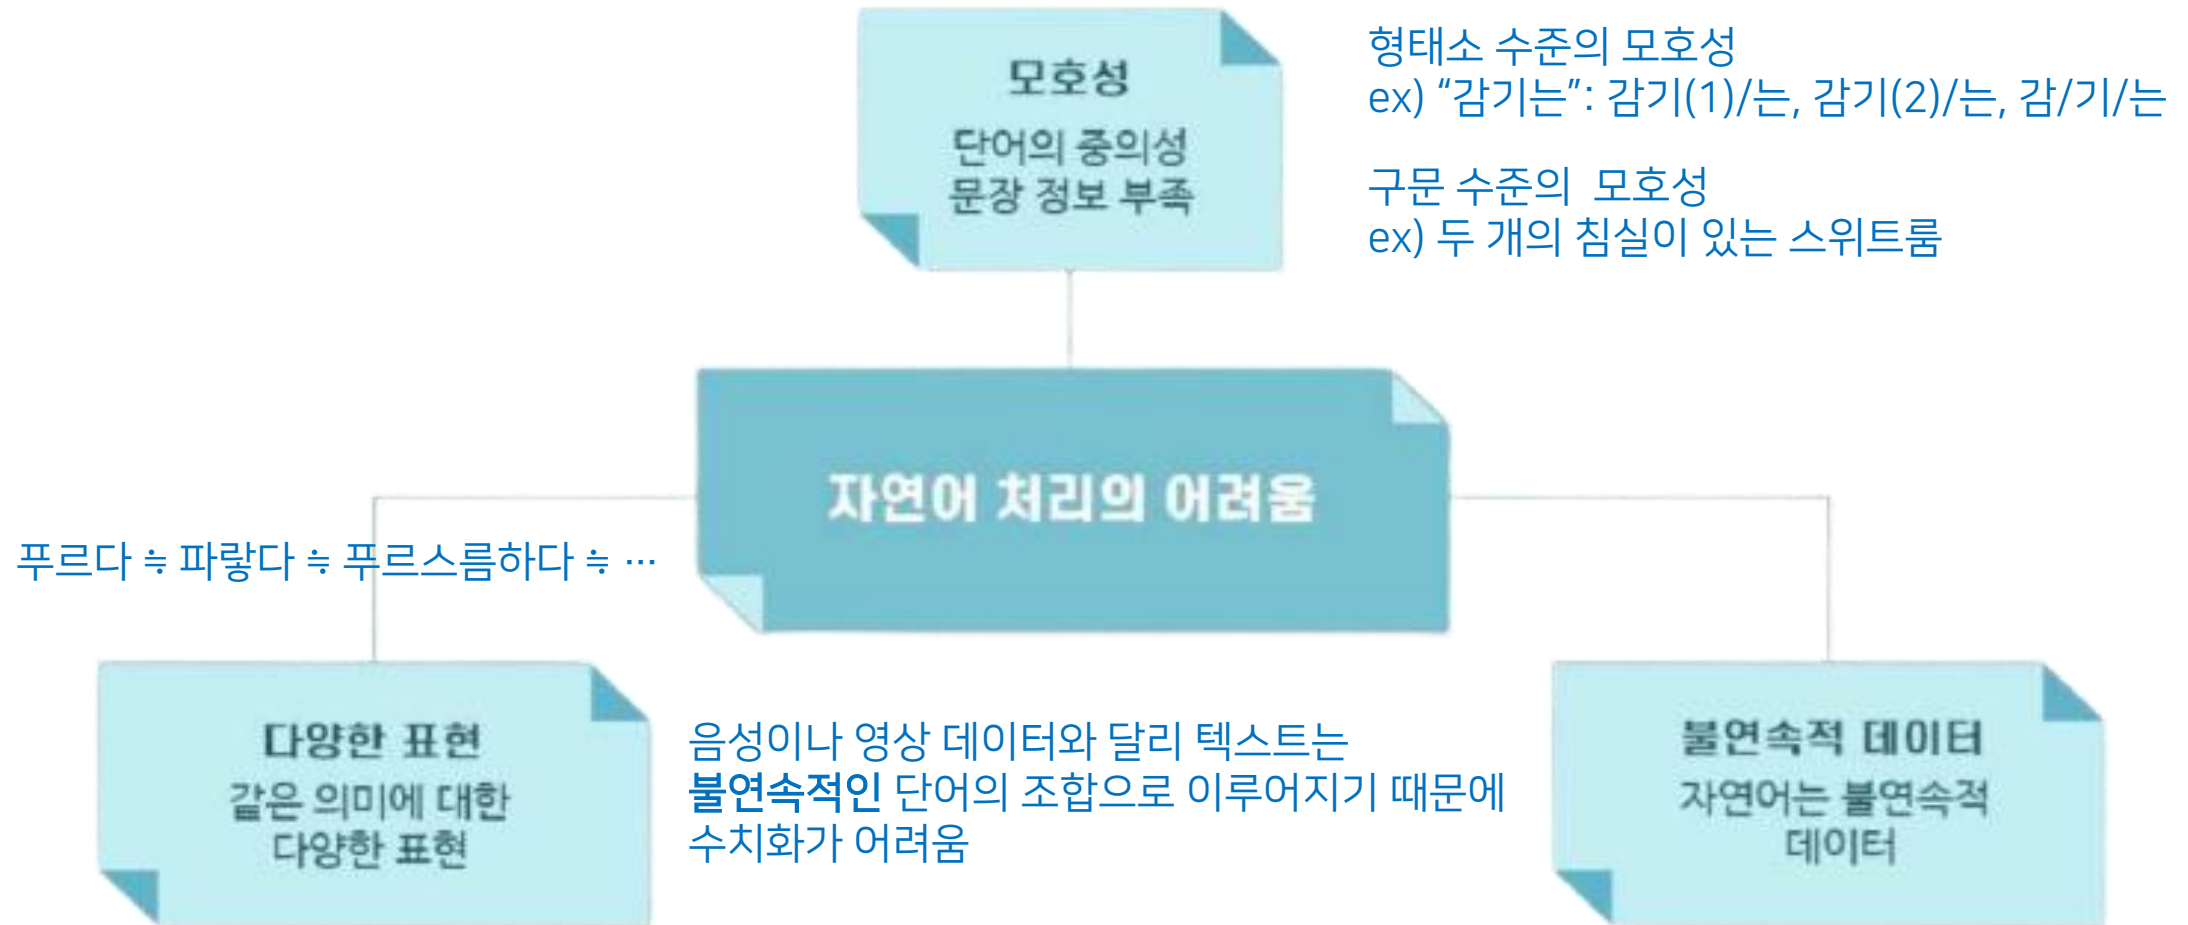 모호성
단어의 중의성
문장 정보 부족
형태소 수준의 모호성
ex) “감기는”: 감기(1)/는, 감기(2)/는, 감/기/는
구문 수준의 모호성
ex) 두 개의 침실이 있는 스위트룸
자연어 처리의 어려움
푸르다 ≒ 파랗다 ≒ 푸르스름하다 ≒ …
다양한 표현
같은 의미에 대한
다양한 표현
음성이나 영상 데이터와 달리 텍스트는
불연속적인 단어의 조합으로 이루어지기 때문에
수치화가 어려움
불연속적 데이터
자연어는 불연속적
데이터